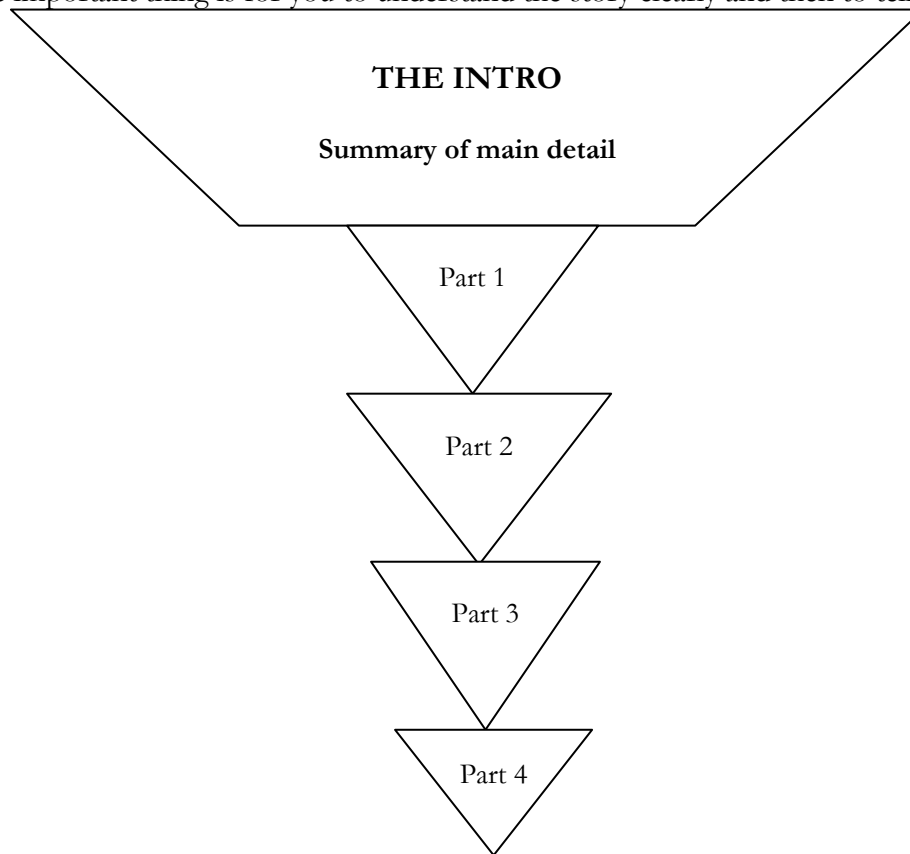 important thing is for you to understand the story clearly and then to tell
THE INTRO
Summary of main detail
Part 1
Part 2
Part 3
Part 4